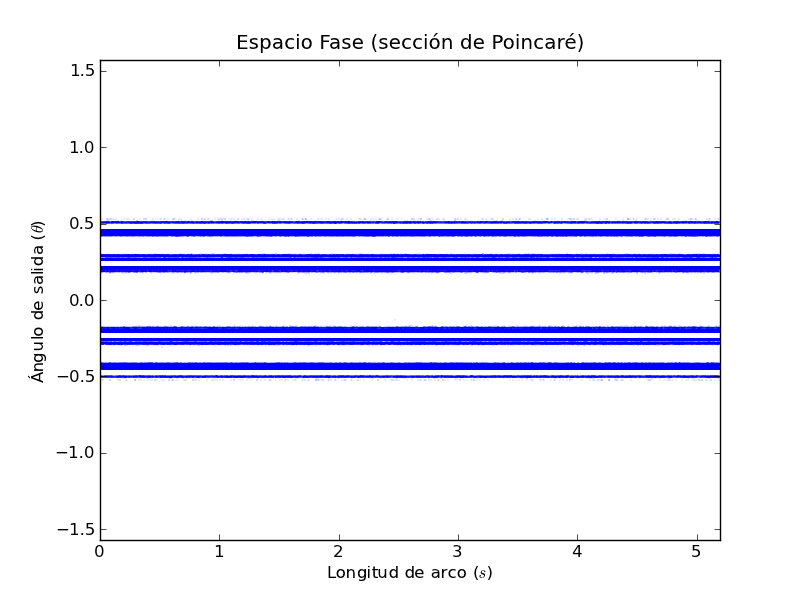 Espacio Fase (sección de Poincaré)
1.5
1.0
0.5
0.0
−0.5
−1.0
−1.5
Ángulo de salida (θ)
0 1 2 3 4 5
Longitud de arco (s)